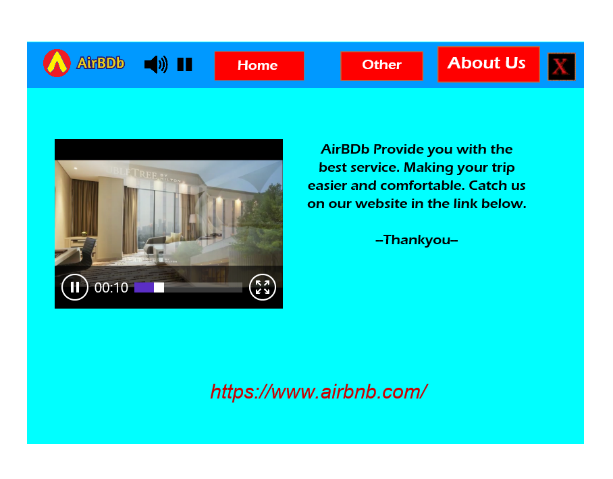 AirBDb
Home
Other
About Us
X
AirBDb Provide you with the
best service. Making your trip
easier and comfortable. Catch us
on our website in the link below.
--Thankyou--
TREE
00:10
https://www.airbnb.com/